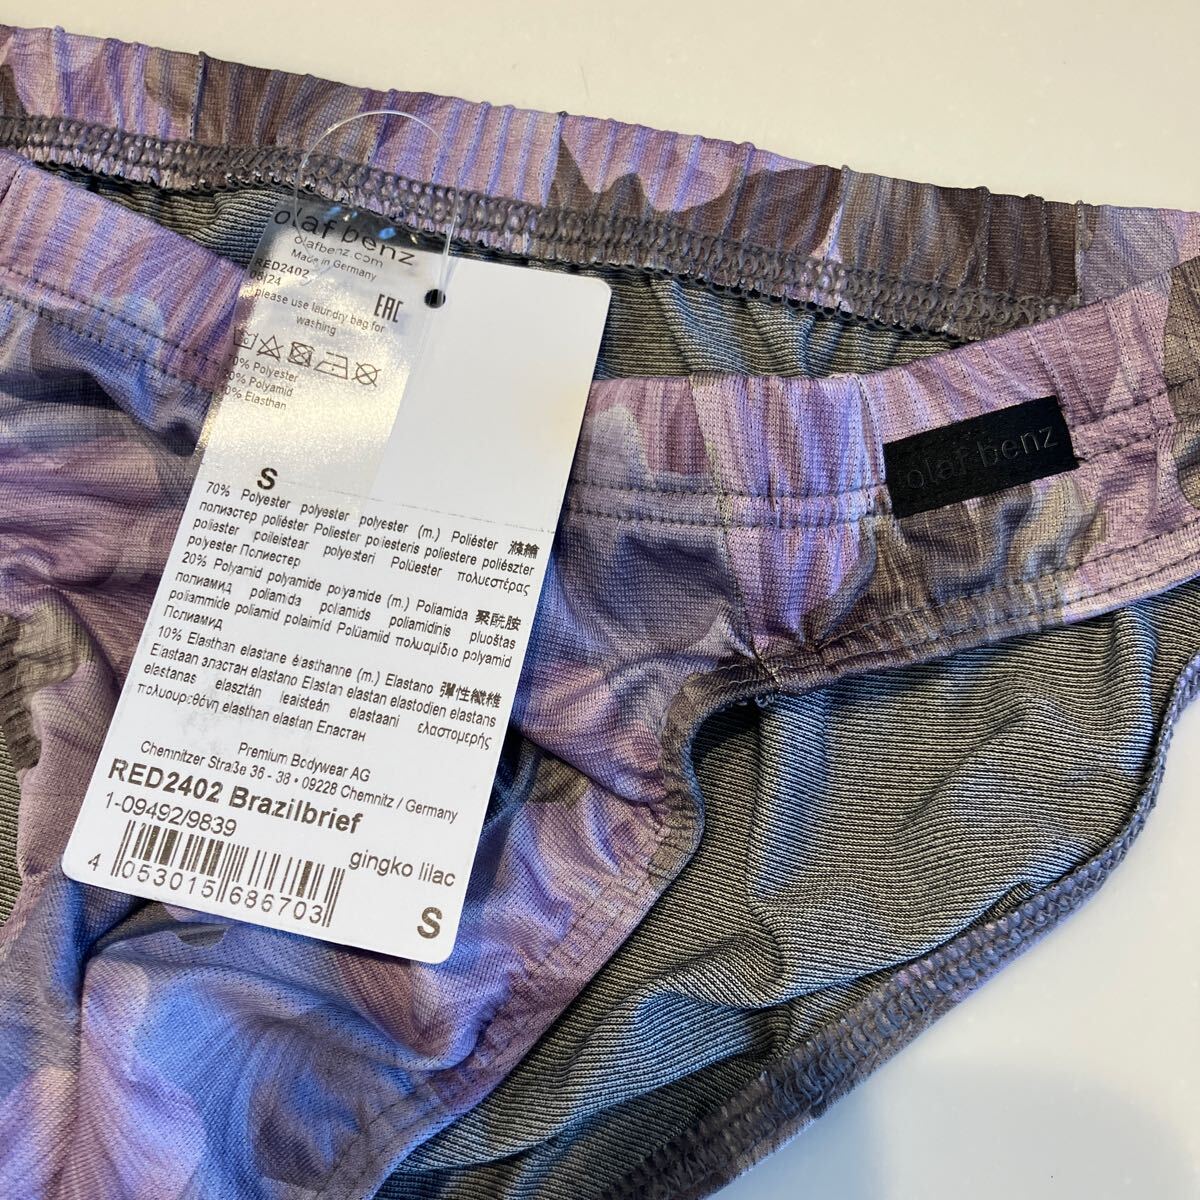 olaf benz
olafbenz.com
Made in Germany
RED2402
03/24
please use laundry bag for
washing
EAC
70% Polyester
20% Polyamid
10% Elasthan
S
70% Polyester polyester polyester (m.) Poliéster 滌綸
полиэстер poliéster Poliester poliesteris poliestere poliészter
poliester poileistear polyesteri Polüester πολυεστέρας
polyester Полиестер
20% Polyamid polyamide polyamide (m.) Poliamida 聚酰胺
полиамид poliamida poliamids poliamidinis pluoštas
poliammide poliamid polaimíd Polüamiid πολυαμίδιο polyamid
Полиамид
10% Elasthan elastane élasthanne (m.) Elastano 彈性纖維
Elastaan эластан elastano Elastan elastan elastodien elastans
elastanas elasztán leaisteán elastaani ελαστομερής
πολυουρεθάνη elasthan elastan Еластан
Premium Bodywear AG
Chemnitzer Straße 36 - 38 • 09228 Chemnitz / Germany
RED2402 Brazilbrief
1-09492/9839
gingko lilac
4 053015 686703
S
olaf benz